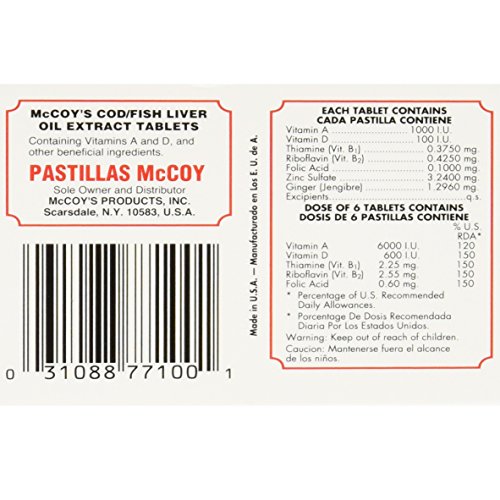 McCOY'S COD/FISH LIVER
OIL EXTRACT TABLETS
Containing Vitamins A and D, and
other beneficial ingredients.
PASTILLAS McCOY
Sole Owner and Distributor
McCOY'S PRODUCTS, INC.
Scarsdale, N.Y. 10583, U.S.A.
0 31088 77100 1
Made in U.S.A. — Manufacturado en Los E. U. de A.
EACH TABLET CONTAINS
CADA PASTILLA CONTIENE
Vitamin A 1000 I.U.
Vitamin D 100 I.U.
Thiamine (Vit. B₁) 0.3750 mg.
Riboflavin (Vit. B₂) 0.4250 mg.
Folic Acid 0.1000 mg.
Zinc Sulfate 3.2400 mg.
Ginger (Jengibre) 1.2960 mg.
Excipients q.s.
DOSE OF 6 TABLETS CONTAINS
DOSIS DE 6 PASTILLAS CONTIENE
% U.S.
RDA*
Vitamin A 6000 I.U. 120
Vitamin D 600 I.U. 150
Thiamine (Vit. B₁) 2.25 mg. 150
Riboflavin (Vit. B₂) 2.55 mg. 150
Folic Acid 0.60 mg. 150
* Percentage of U.S. Recommended
Daily Allowances.
* Percentage De Dosis Recomendada
Diaria Por Los Estados Unidos.
Warning: Keep out of reach of children.
Caucion: Mantenerse fuera el alcance
de los niños.